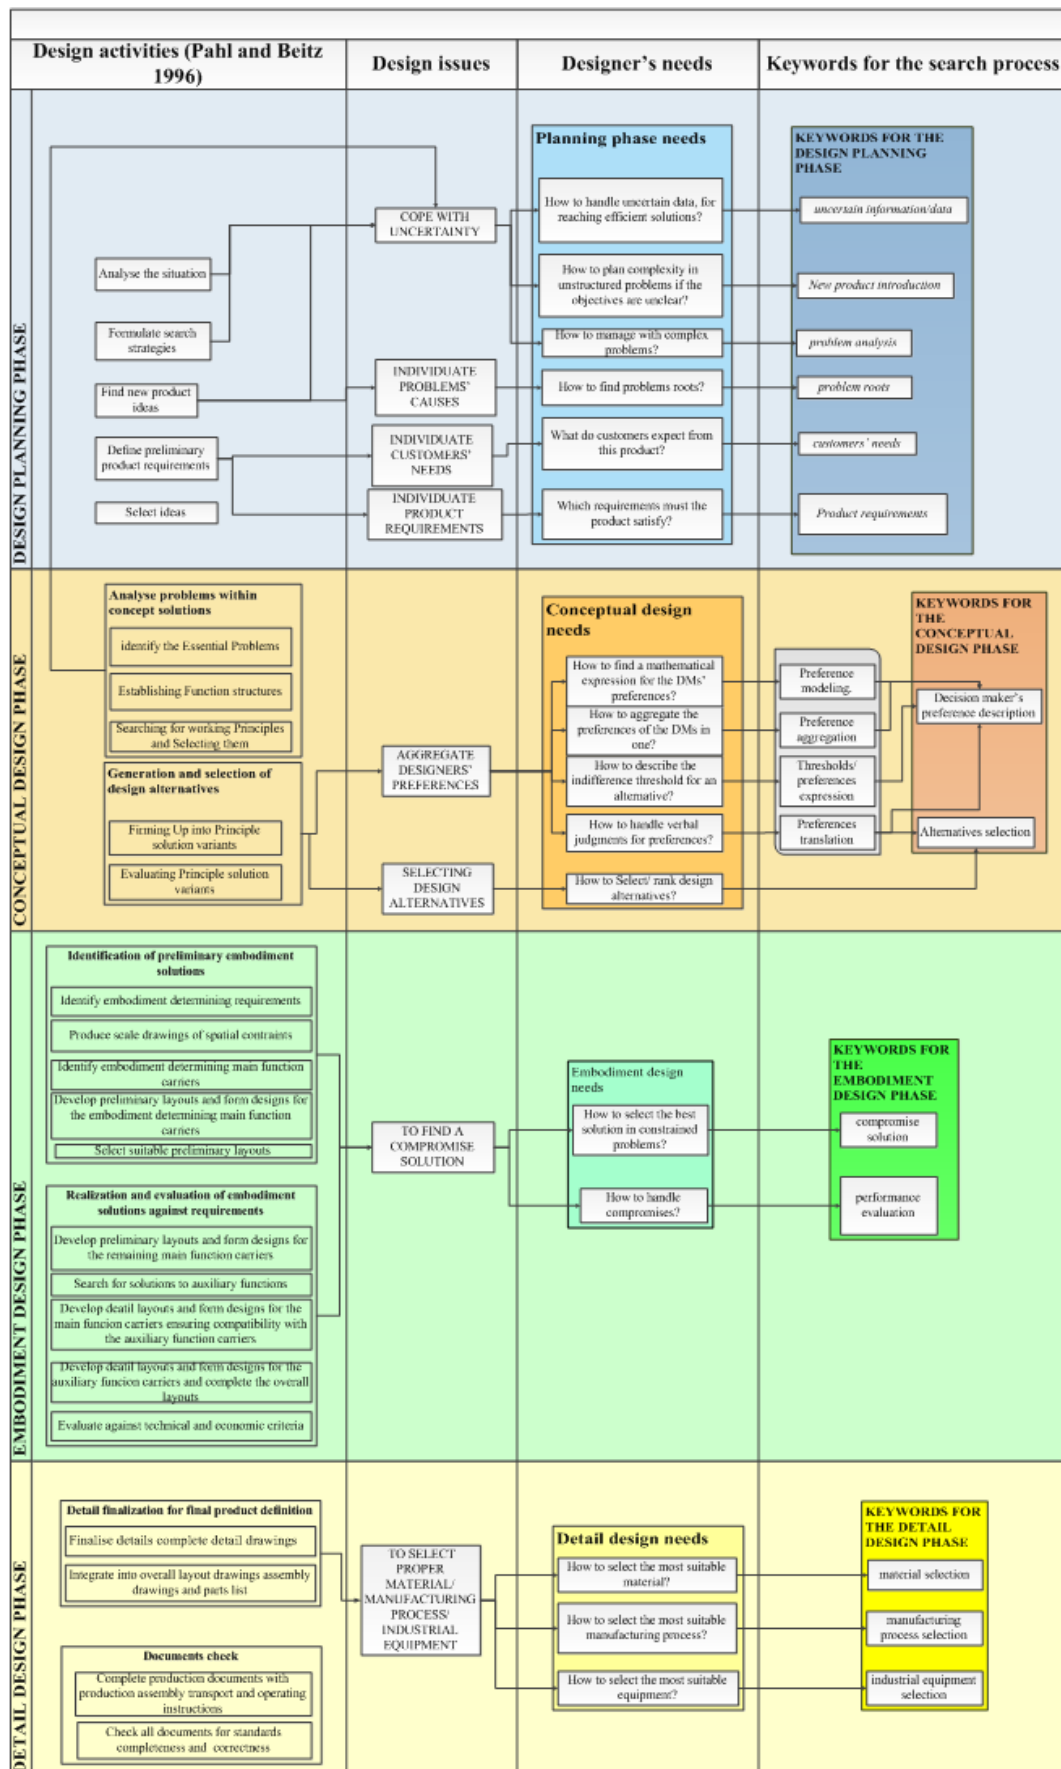 Design activities (Pahl and Beitz
1996)
Design issues
Designer's needs
Keywords for the search process
DESIGN PLANNING PHASE
Analyse the situation
Formulate search
strategies
Find new product
ideas
Define preliminary
product requirements
Select ideas
COPE WITH
UNCERTAINTY
INDIVIDUATE
PROBLEMS'
CAUSES
INDIVIDUATE
CUSTOMERS'
NEEDS
INDIVIDUATE
PRODUCT
REQUIREMENTS
Planning phase needs
How to handle uncertain data, for
reaching efficient solutions?
How to plan complexity in
unstructured problems if the
objectives are unclear?
How to manage with complex
problems?
How to find problems roots?
What do customers expect from
this product?
Which requirements must the
product satisfy?
KEYWORDS FOR THE
DESIGN PLANNING
PHASE
uncertain information/data
New product introduction
problem analysis
problem roots
customers' needs
Product requirements
CONCEPTUAL DESIGN PHASE
Analyse problems within
concept solutions
identify the Essential Problems
Establishing Function structures
Searching for working Principles
and Selecting them
Generation and selection of
design alternatives
Firming Up into Principle
solution variants
Evaluating Principle solution
variants
AGGREGATE
DESIGNERS'
PREFERENCES
SELECTING
DESIGN
ALTERNATIVES
Conceptual design
needs
How to find a mathematical
expression for the DMs'
preferences?
How to aggregate the
preferences of the DMs in
one?
How to describe the
indifference threshold for an
alternative?
How to handle verbal
judgments for preferences?
How to Select/ rank design
alternatives?
Preference
modeling.
Preference
aggregation
Thresholds/
preferences
expression
Preferences
translation
KEYWORDS FOR
THE
CONCEPTUAL
DESIGN PHASE
Decision maker's
preference description
Alternatives selection
EMBODIMENT DESIGN PHASE
Identification of preliminary embodiment
solutions
Identify embodiment determining requirements
Produce scale drawings of spatial contraints
Identify embodiment determining main function
carriers
Develop preliminary layouts and form designs for
the embodiment determining main function
carriers
Select suitable preliminary layouts
Realization and evaluation of embodiment
solutions against requirements
Develop preliminary layouts and form designs for
the remaining main function carriers
Search for solutions to auxiliary functions
Develop deatil layouts and form designs for the
main funcion carriers ensuring compatibility with
the auxiliary function carriers
Develop deatil layouts and form designs for the
auxiliary funcion carriers and complete the overall
layouts
Evaluate against technical and economic criteria
TO FIND A
COMPROMISE
SOLUTION
Embodiment design
needs
How to select the best
solution in constrained
problems?
How to handle
compromises?
KEYWORDS FOR
THE
EMBODIMENT
DESIGN PHASE
compromise
solution
performance
evaluation
DETAIL DESIGN PHASE
Detail finalization for final product definition
Finalise details complete detail drawings
Integrate into overall layout drawings assembly
drawings and parts list
Documents check
Complete production documents with
production assembly transport and operating
instructions
Check all documents for standards
completeness and correctness
TO SELECT
PROPER
MATERIAL/
MANUFACTURING
PROCESS/
INDUSTRIAL
EQUIPMENT
Detail design needs
How to select the most suitable
material?
How to select the most suitable
manufacturing process?
How to select the most suitable
equipment?
KEYWORDS FOR
THE DETAIL
DESIGN PHASE
material selection
manufacturing
process selection
industrial equipment
selection